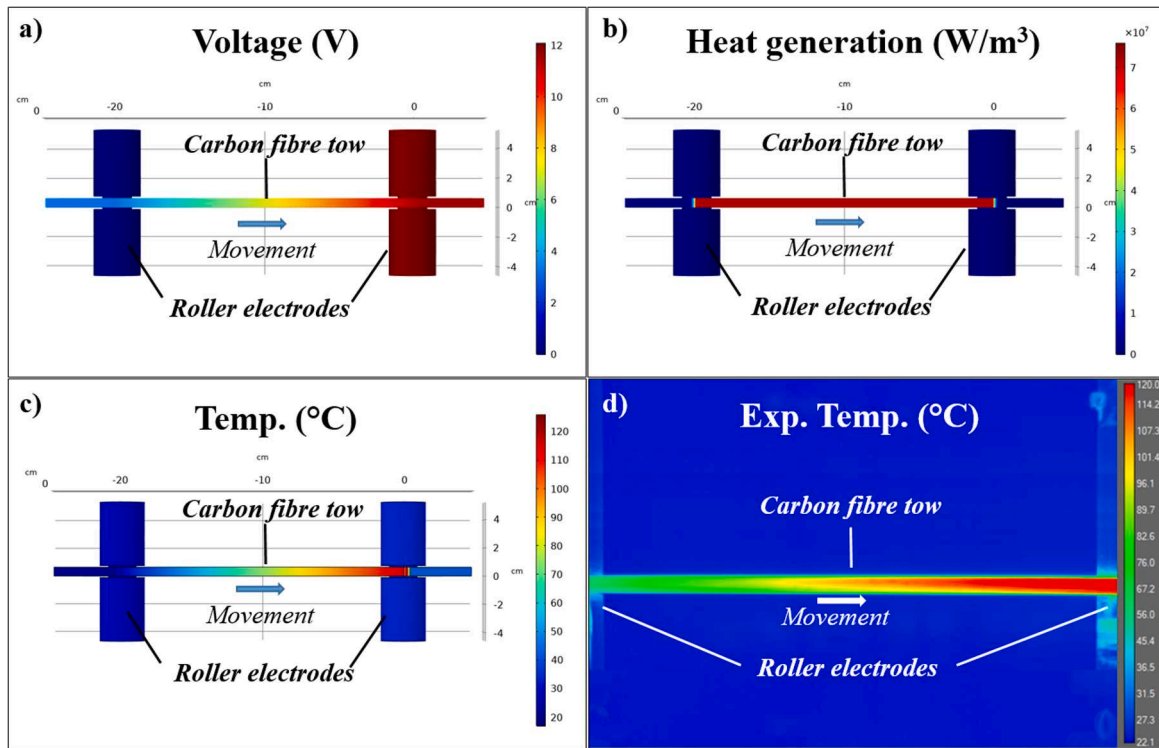 a)
Voltage (V)
12
10
8
6
4
2
0
cm
cm
0
-20
-10
0
Carbon fibre tow
4
2
cm
0
-2
-4
Movement
Roller electrodes
b)
Heat generation (W/m³)
×10⁷
7
6
5
4
3
2
1
0
cm
cm
0
-20
-10
0
Carbon fibre tow
4
2
cm
0
-2
-4
Movement
Roller electrodes
c)
Temp. (°C)
120
110
100
90
80
70
60
50
40
30
20
cm
cm
0
-20
-10
0
Carbon fibre tow
4
2
0
cm
-2
-4
Movement
Roller electrodes
d)
Exp. Temp. (°C)
120.0
114.2
107.3
101.4
96.1
89.7
82.6
76.2
67.2
56.0
44.4
36.5
31.5
27.3
22.1
Carbon fibre tow
Movement
Roller electrodes